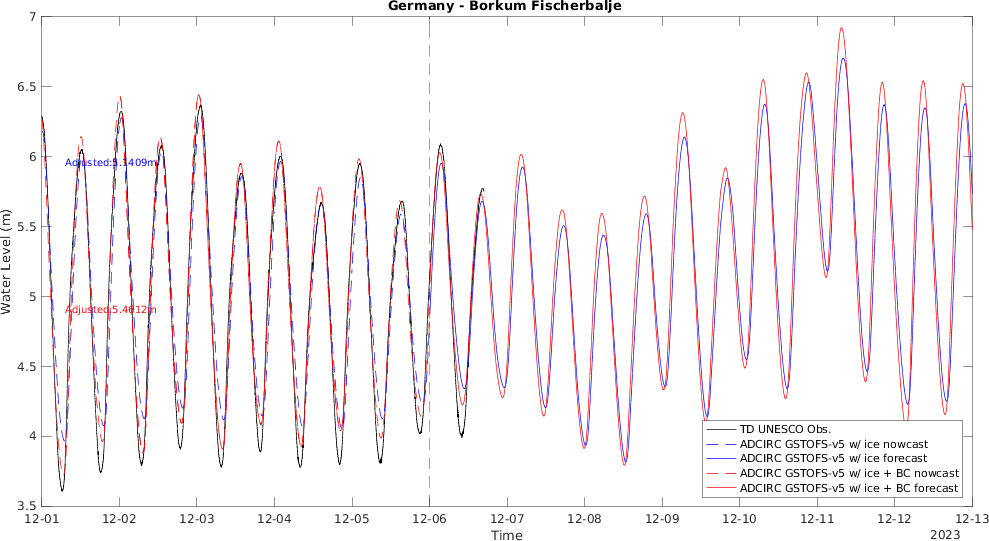 Germany - Borkum Fischerbalje
7
6.5
6
5.5
5
4.5
4
3.5
Water Level (m)
Adjusted:5.1409m
Adjusted:5.4612m
TD UNESCO Obs.
ADCIRC GSTOFS-v5 w/ ice nowcast
ADCIRC GSTOFS-v5 w/ ice forecast
ADCIRC GSTOFS-v5 w/ ice + BC nowcast
ADCIRC GSTOFS-v5 w/ ice + BC forecast
12-01 12-02 12-03 12-04 12-05 12-06 12-07 12-08 12-09 12-10 12-11 12-12 12-13
Time
2023